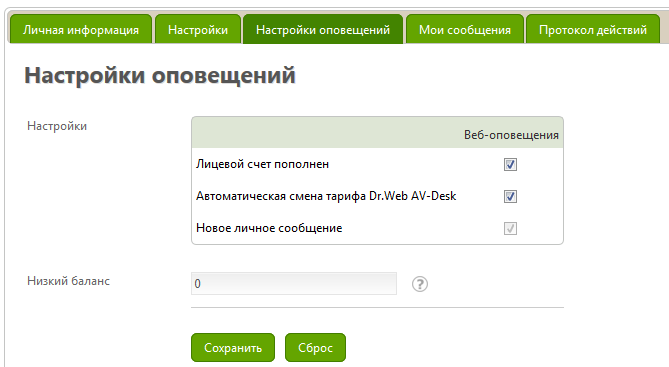 Личная информация Настройки Настройки оповещений Мои сообщения Протокол действий
Настройки оповещений
Настройки
Веб-оповещения
Лицевой счет пополнен
Автоматическая смена тарифа Dr.Web AV-Desk
Новое личное сообщение
Низкий баланс 0 ?
Сохранить Сброс